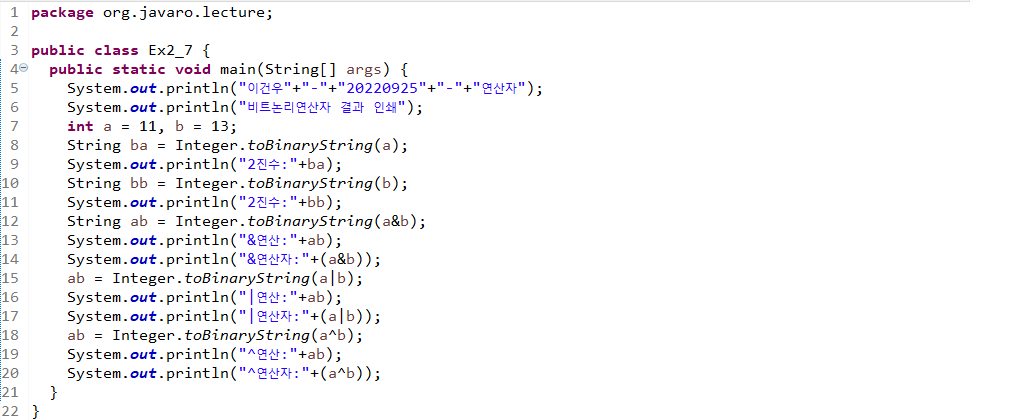 1 package org.javaro.lecture;
2
3 public class Ex2_7 {
4 public static void main(String[] args) {
5 System.out.println("이건우"+"-"+"20220925"+"-"+"연산자");
6 System.out.println("비트논리연산자 결과 인쇄");
7 int a = 11, b = 13;
8 String ba = Integer.toBinaryString(a);
9 System.out.println("2진수:"+ba);
10 String bb = Integer.toBinaryString(b);
11 System.out.println("2진수:"+bb);
12 String ab = Integer.toBinaryString(a&b);
13 System.out.println("&연산:"+ab);
14 System.out.println("&연산자:"+(a&b));
15 ab = Integer.toBinaryString(a|b);
16 System.out.println("|연산:"+ab);
17 System.out.println("|연산자:"+(a|b));
18 ab = Integer.toBinaryString(a^b);
19 System.out.println("^연산:"+ab);
20 System.out.println("^연산자:"+(a^b));
21 }
22 }